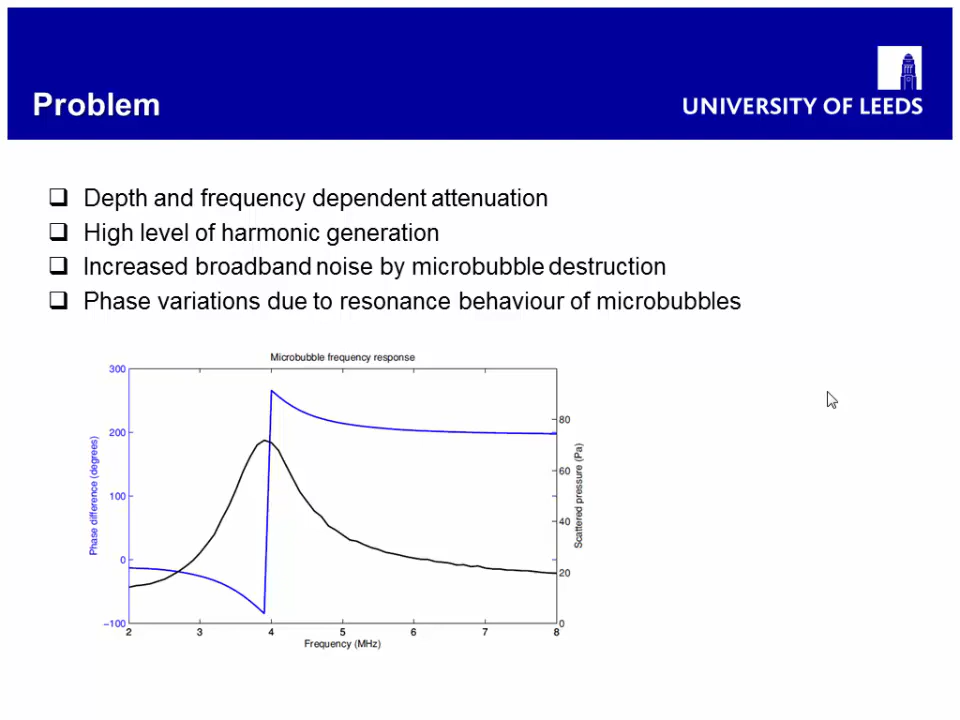 Problem
UNIVERSITY OF LEEDS
❑ Depth and frequency dependent attenuation
❑ High level of harmonic generation
❑ Increased broadband noise by microbubble destruction
❑ Phase variations due to resonance behaviour of microbubbles
Microbubble frequency response
300
200
100
0
−100
Phase difference (degrees)
80
60
40
20
0
Scattered pressure (Pa)
2 3 4 5 6 7 8
Frequency (MHz)